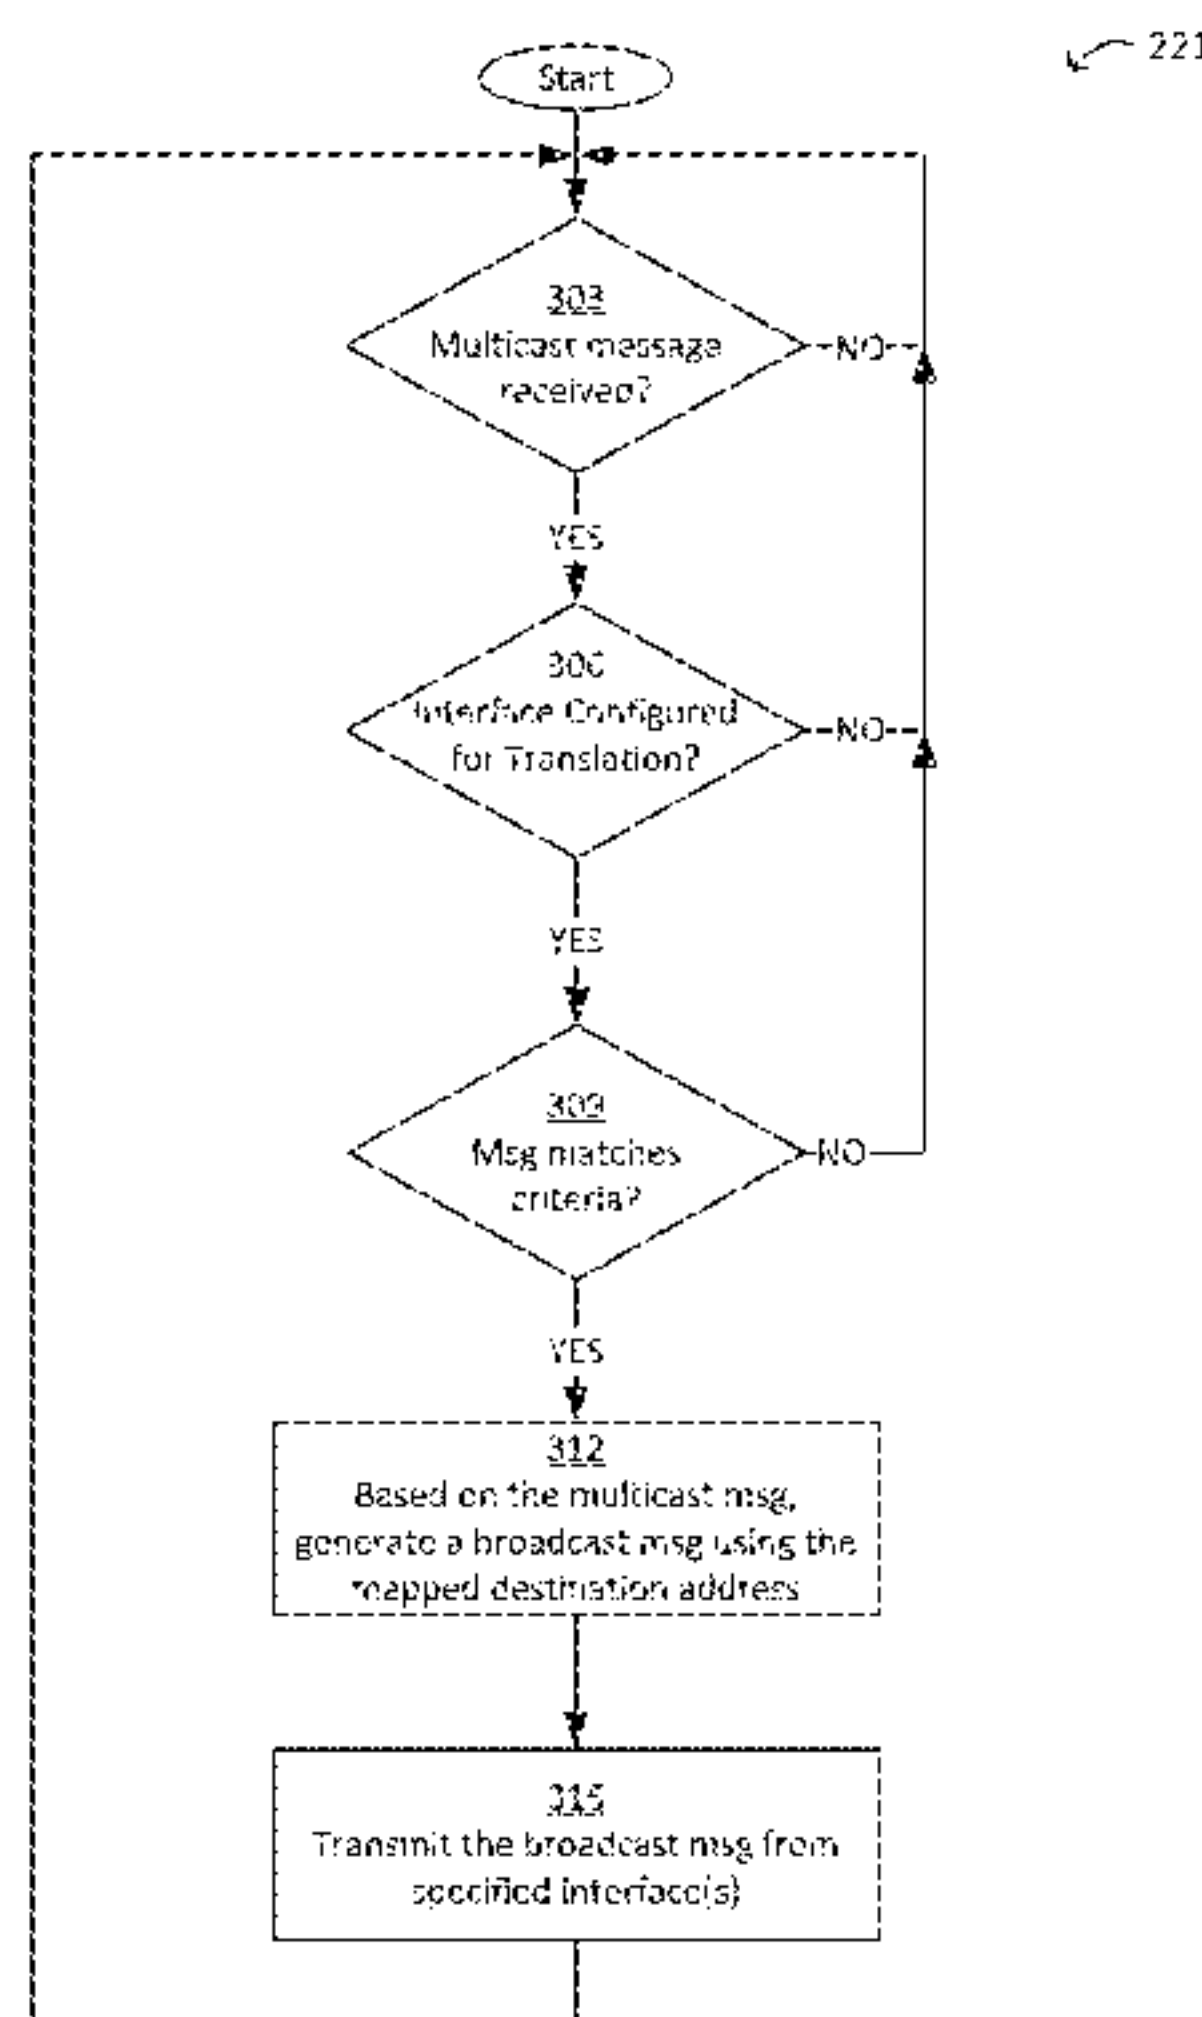 221
Start
303
Multicast message
received?
NO
YES
306
Interface Configured
for Translation?
NO
YES
309
Msg matches
criteria?
NO
YES
312
Based on the multicast msg,
generate a broadcast msg using the
mapped destination address
315
Transmit the broadcast msg from
specified interface(s)